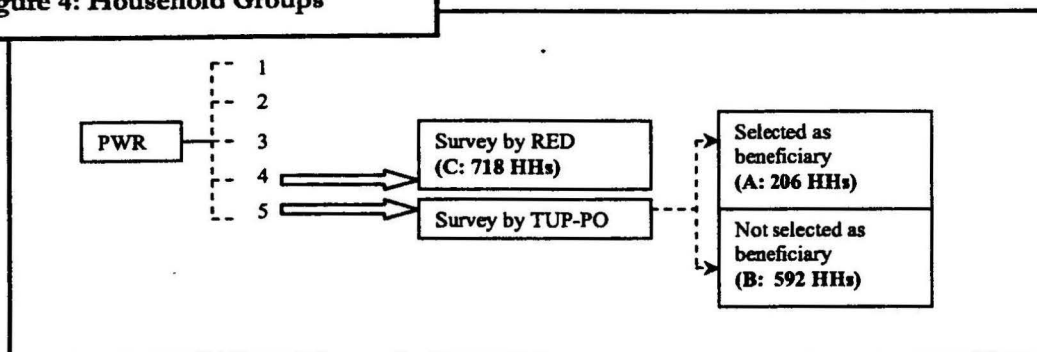 gure 4: Household Groups
1
2
PWR
3
4
5
Survey by RED
(C: 718 HHs)
Survey by TUP-PO
Selected as
beneficiary
(A: 206 HHs)
Not selected as
beneficiary
(B: 592 HHs)